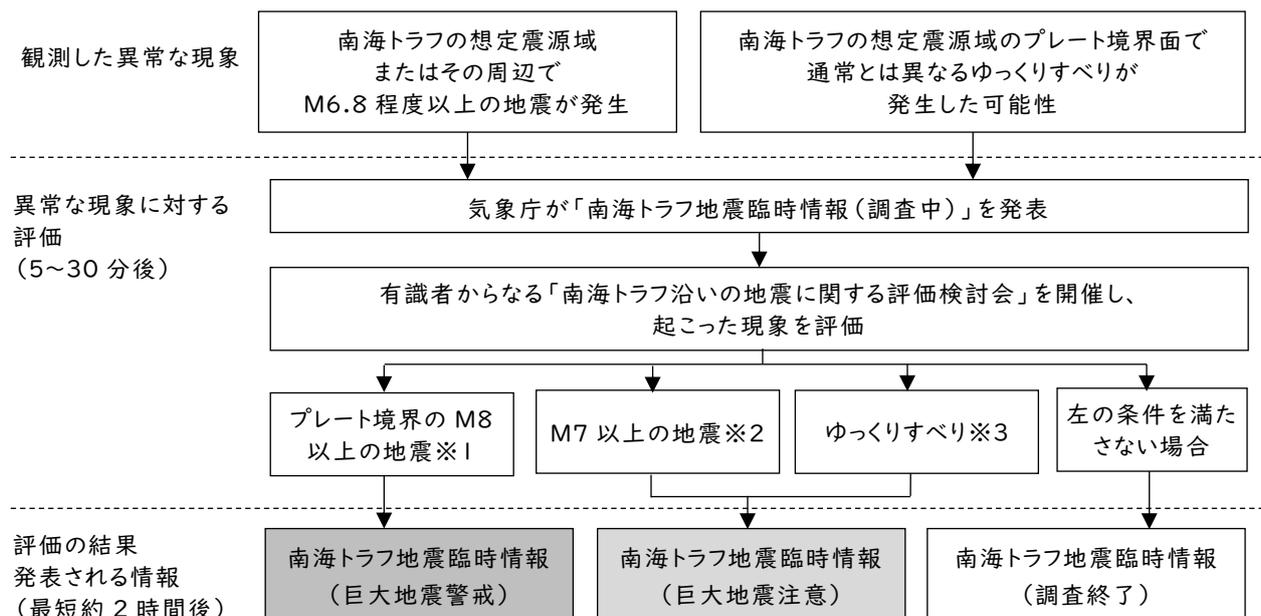 観測した異常な現象
南海トラフの想定震源域
またはその周辺で
M6.8 程度以上の地震が発生
南海トラフの想定震源域のプレート境界面で
通常とは異なるゆっくりすべりが
発生した可能性
異常な現象に対する
評価
（5～30 分後）
気象庁が「南海トラフ地震臨時情報（調査中）」を発表
有識者からなる「南海トラフ沿いの地震に関する評価検討会」を開催し、
起こった現象を評価
プレート境界の M8
以上の地震※1
M7 以上の地震※2
ゆっくりすべり※3
左の条件を満た
さない場合
評価の結果
発表される情報
（最短約 2 時間後）
南海トラフ地震臨時情報
（巨大地震警戒）
南海トラフ地震臨時情報
（巨大地震注意）
南海トラフ地震臨時情報
（調査終了）